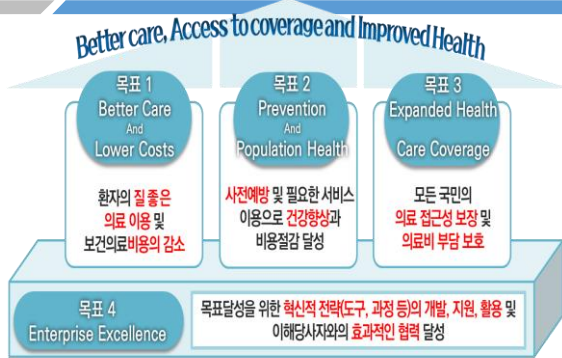 Better care, Access to coverage and Improved Health
목표 1
Better Care
And
Lower Costs
환자의 질 좋은
의료 이용 및
보건의료비용의 감소
목표 2
Prevention
And
Population Health
사전예방 및 필요한 서비스
이용으로 건강향상과
비용절감 달성
목표 3
Expanded Health
Care Coverage
모든 국민의
의료 접근성 보장 및
의료비 부담 보호
목표 4
Enterprise Excellence
목표달성을 위한 혁신적 전략(도구, 과정 등)의 개발, 지원, 활용 및
이해당사자와의 효과적인 협력 달성